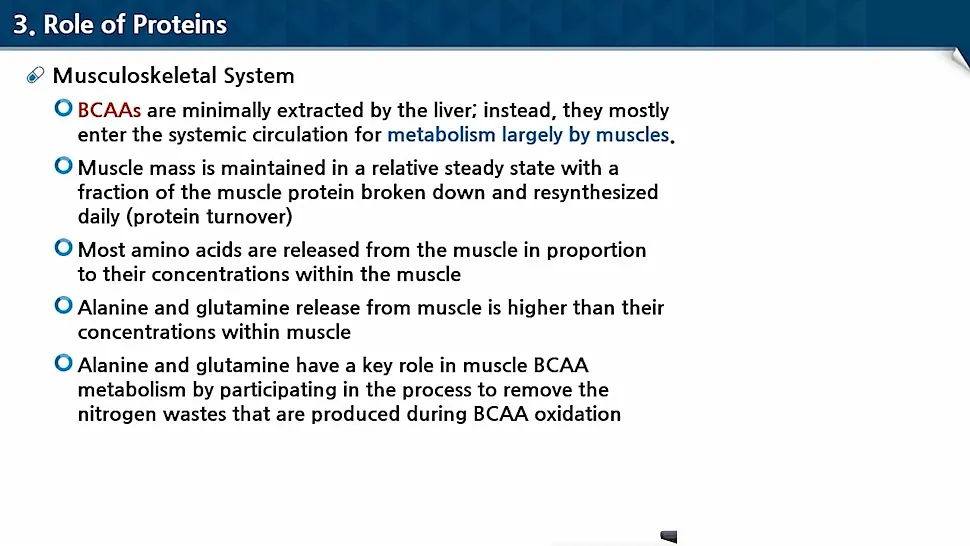 3. Role of Proteins
Musculoskeletal System
BCAAs are minimally extracted by the liver; instead, they mostly
enter the systemic circulation for metabolism largely by muscles.
Muscle mass is maintained in a relative steady state with a
fraction of the muscle protein broken down and resynthesized
daily (protein turnover)
Most amino acids are released from the muscle in proportion
to their concentrations within the muscle
Alanine and glutamine release from muscle is higher than their
concentrations within muscle
Alanine and glutamine have a key role in muscle BCAA
metabolism by participating in the process to remove the
nitrogen wastes that are produced during BCAA oxidation